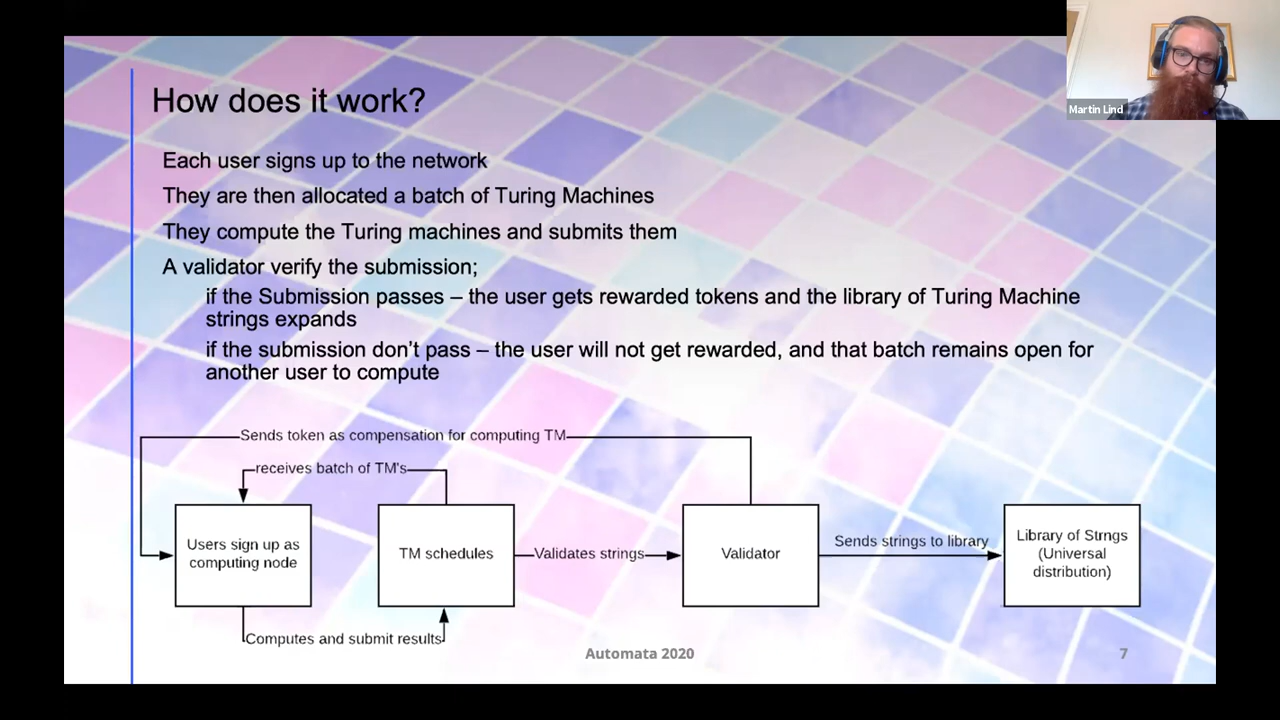 Martin Lind
How does it work?
Each user signs up to the network
They are then allocated a batch of Turing Machines
They compute the Turing machines and submits them
A validator verify the submission;
if the Submission passes – the user gets rewarded tokens and the library of Turing Machine
strings expands
if the submission don't pass – the user will not get rewarded, and that batch remains open for
another user to compute
Sends token as compensation for computing TM
receives batch of TM's
Users sign up as
computing node
TM schedules
Validates strings
Validator
Sends strings to library
Library of Strngs
(Universal
distribution)
Computes and submit results
Automata 2020
7